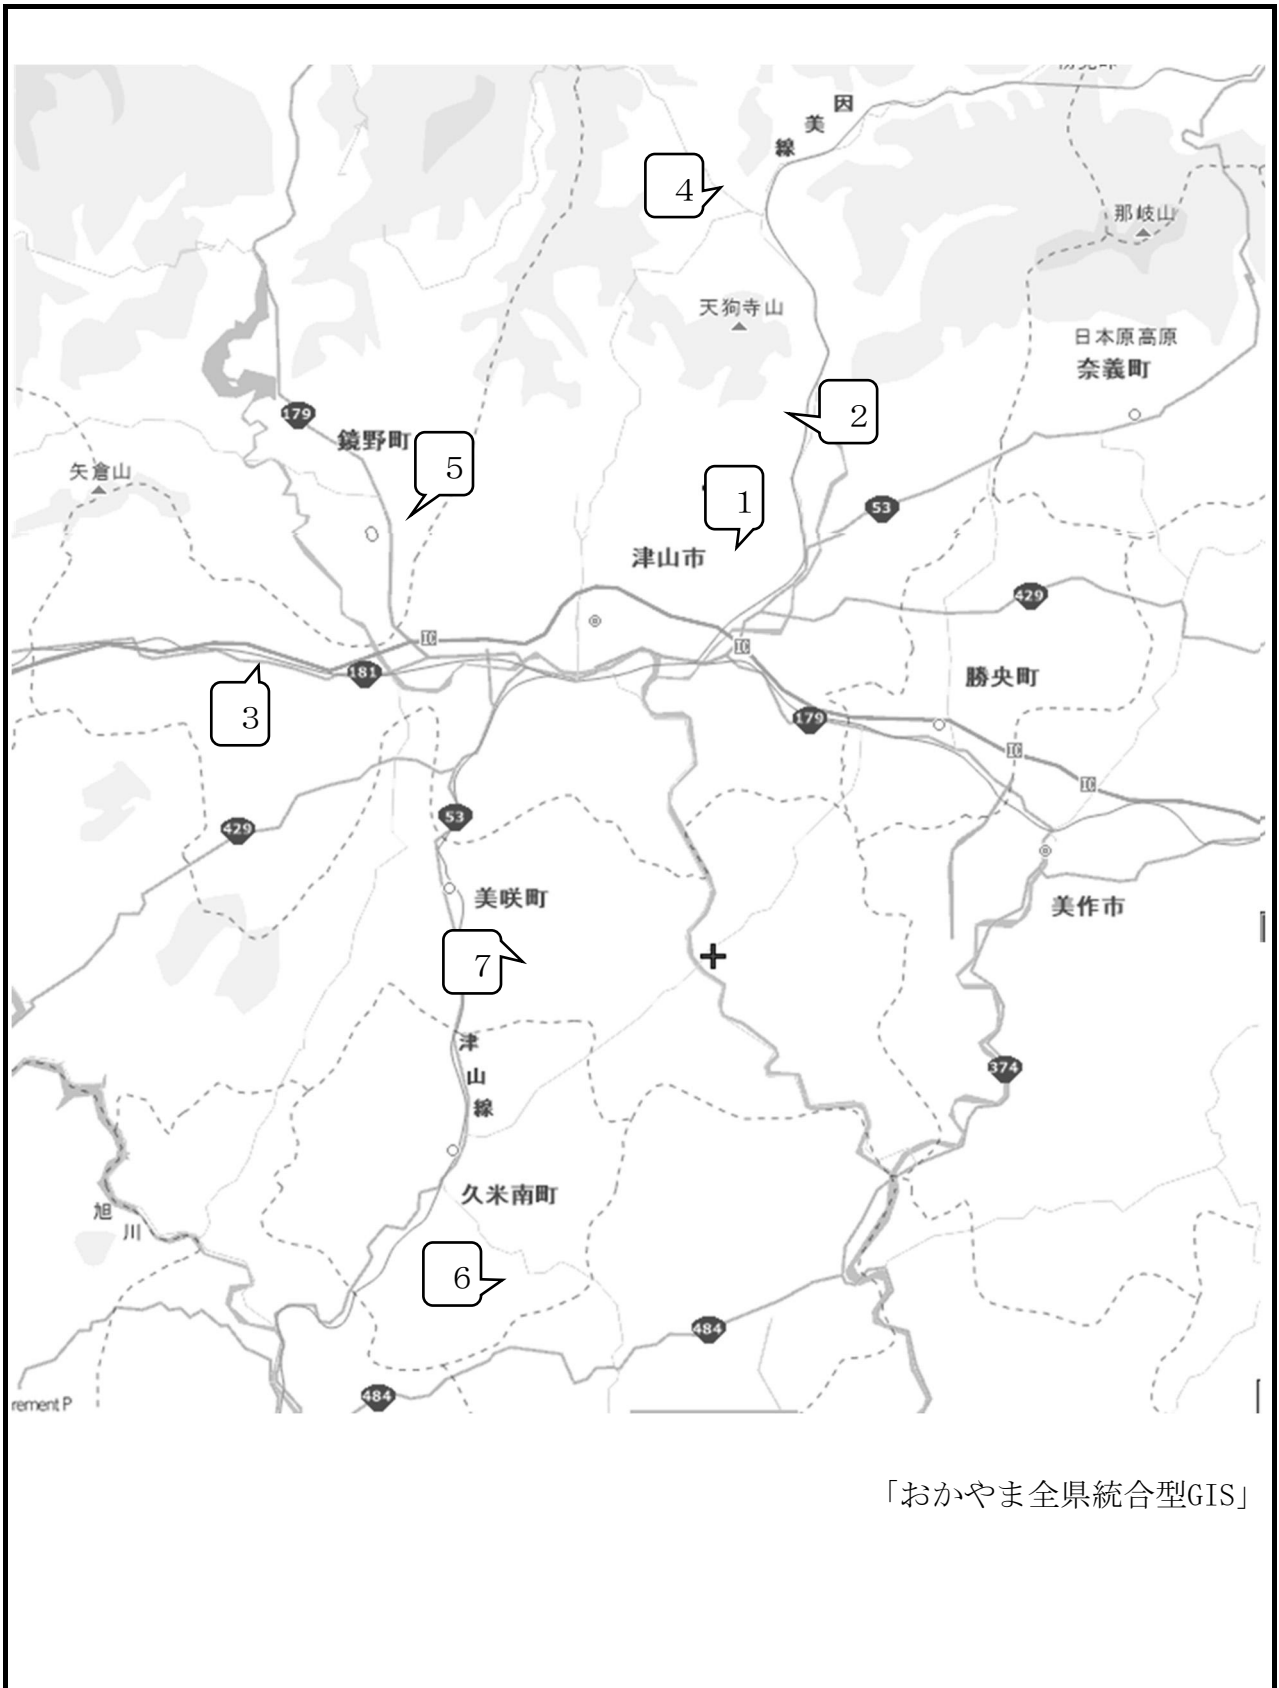 因
美
線
4
那岐山
天狗寺山
日本原高原
奈義町
2
179
鏡野町
5
矢倉山
1
53
津山市
429
IC
IC
181
勝央町
3
179
IC
IC
53
429
美咲町
美作市
7
津
山
線
374
久米南町
旭
川
6
484
484
rement P
「おかやま全県統合型GIS」